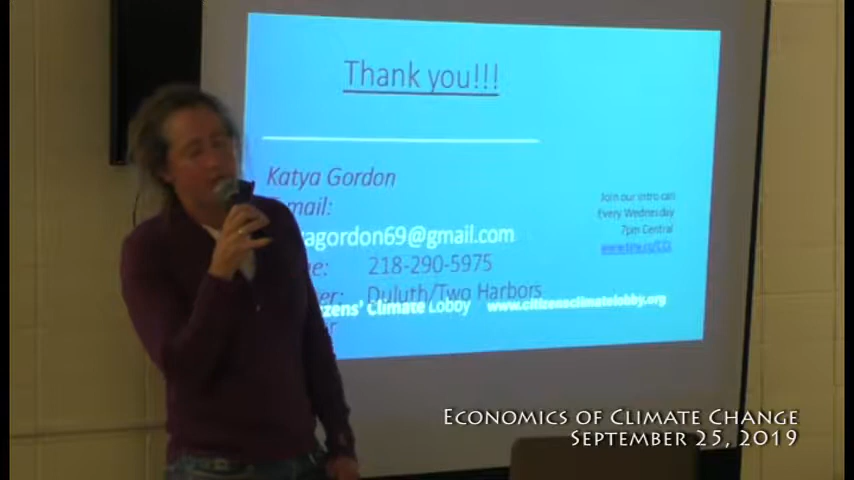 Thank you!!!
Katya Gordon
mail:
agordon69@gmail.com
218-290-5975
Duluth/Two Harbors
zens' Climate Lobby www.citizensclimatelobby.org
Join our intro call
Every Wednesday
7pm Central
ECONOMICS OF CLIMATE CHANGE
SEPTEMBER 25, 2019